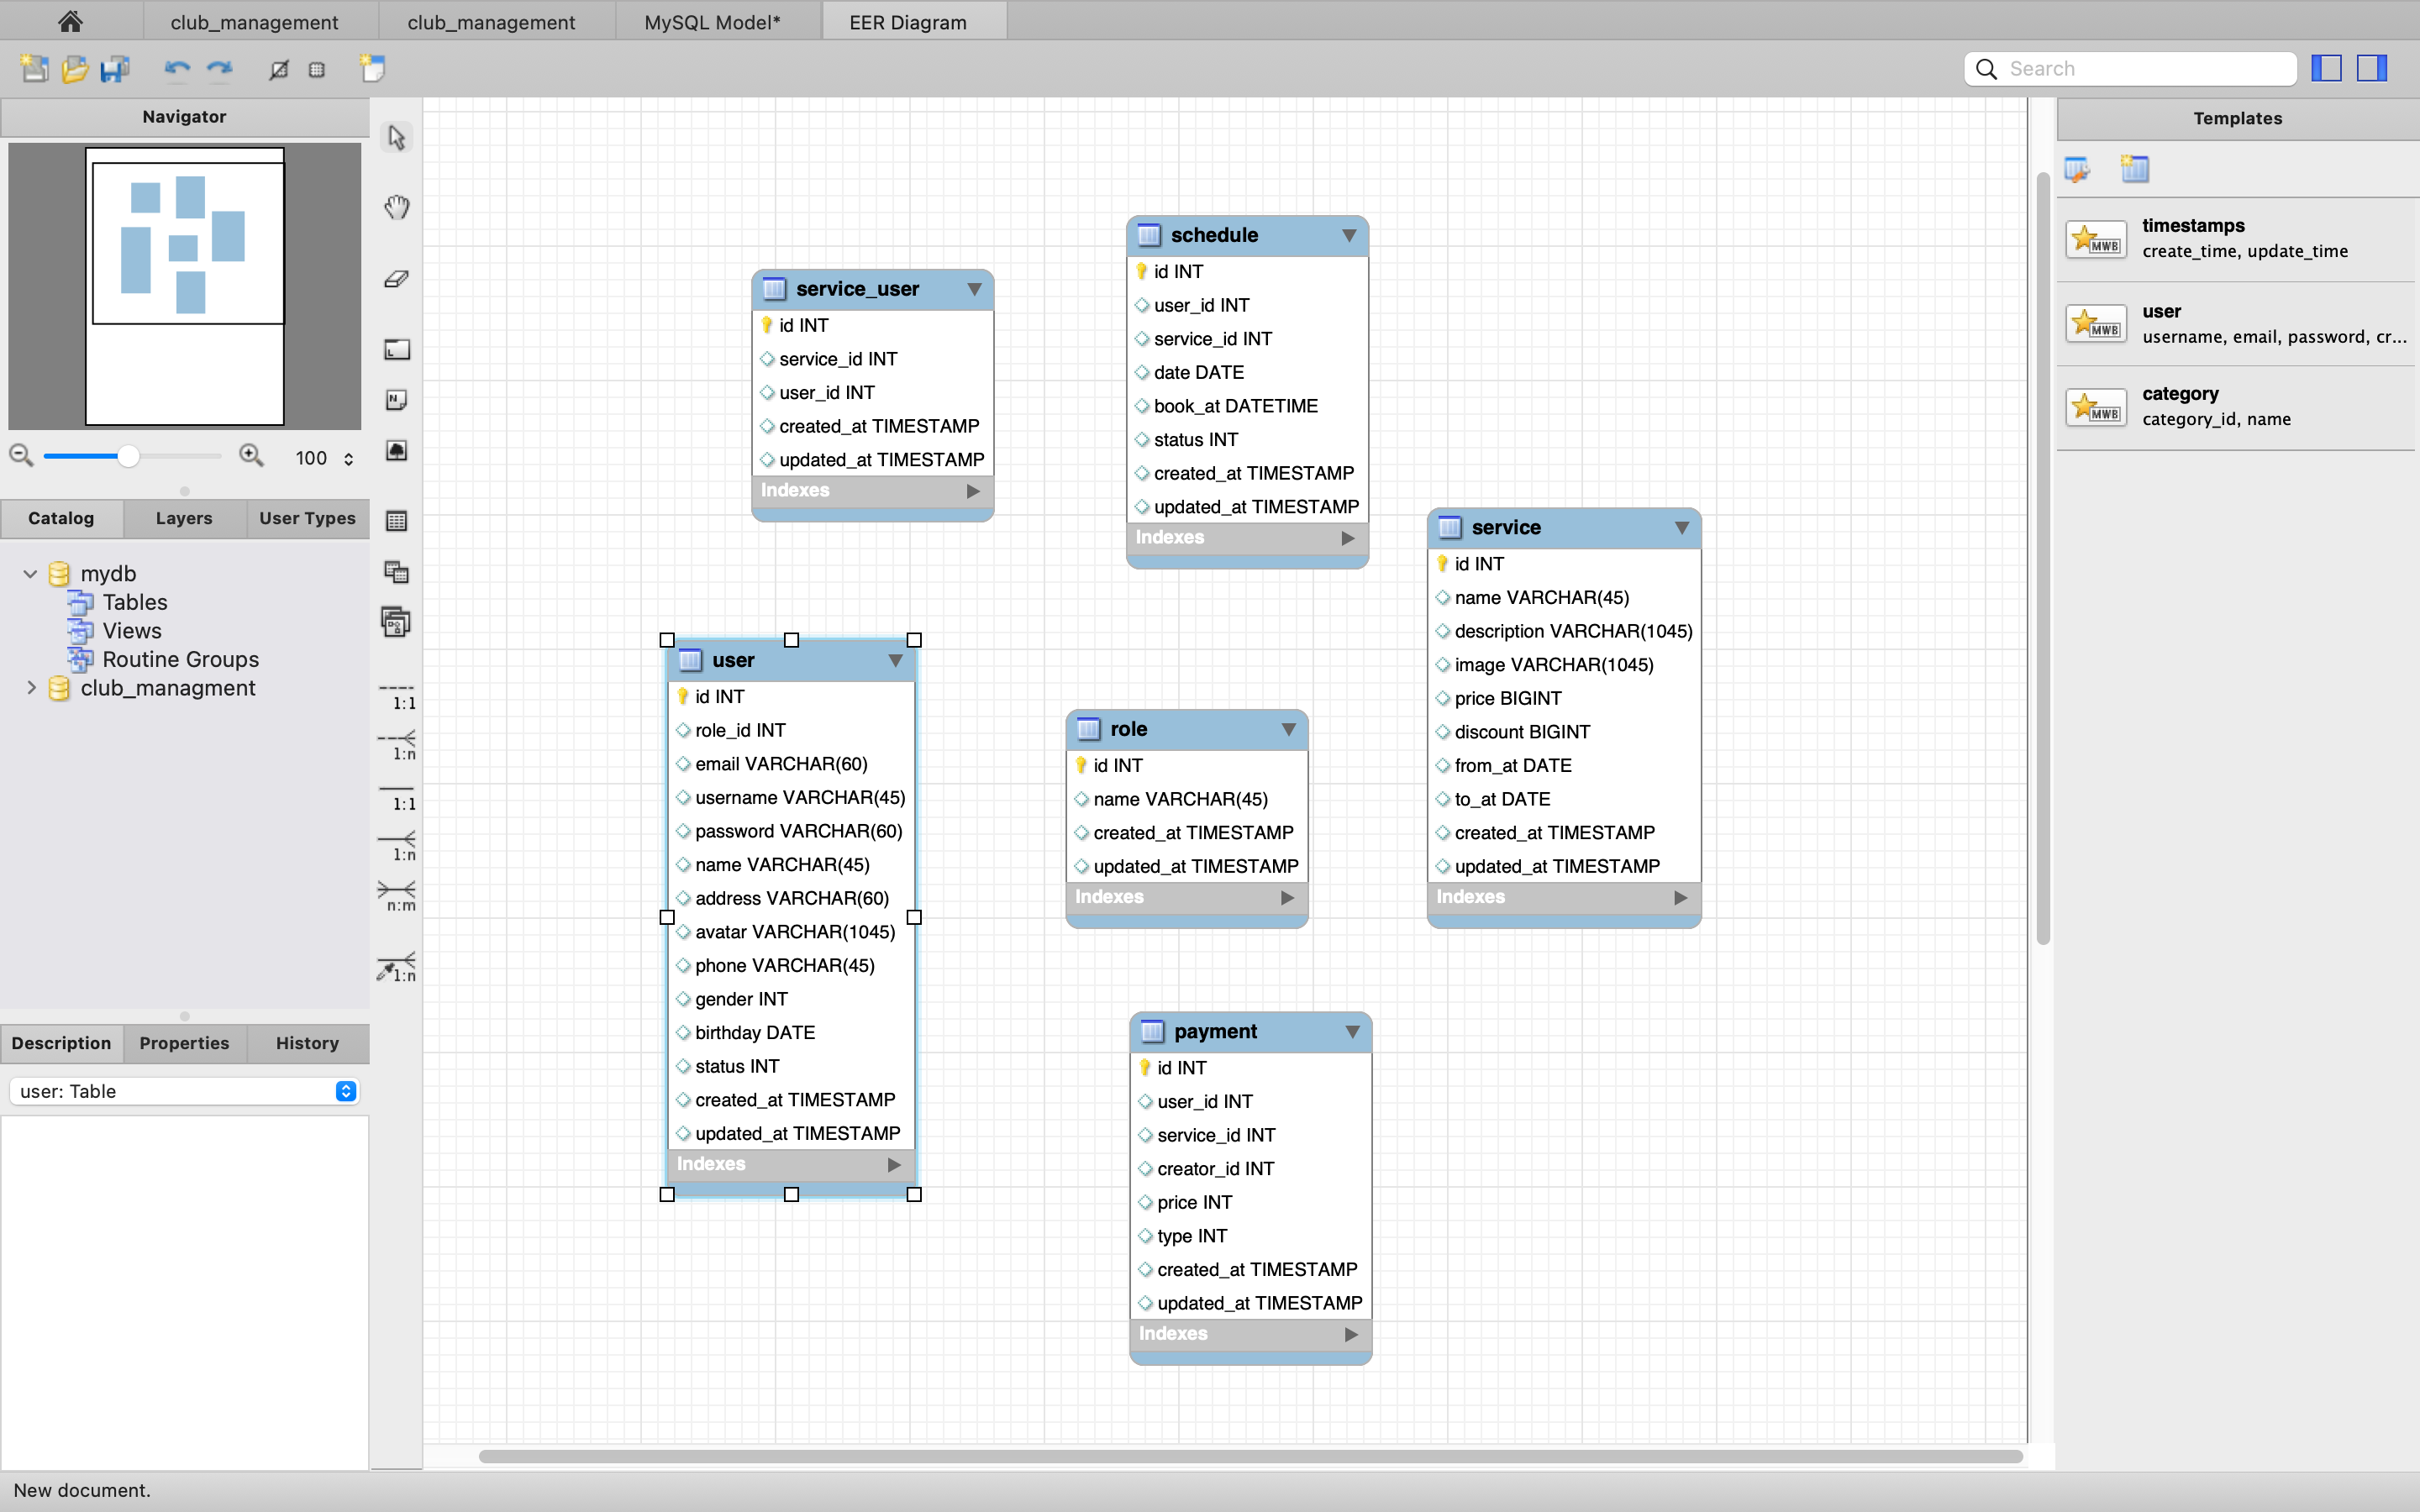 club_management
club_management
MySQL Model*
EER Diagram
Search
Navigator
100
Catalog
Layers
User Types
mydb
Tables
Views
Routine Groups
club_managment
Description
Properties
History
user: Table
1:1
1:n
1:1
1:n
n:m
1:n
service_user
id INT
service_id INT
user_id INT
created_at TIMESTAMP
updated_at TIMESTAMP
Indexes
schedule
id INT
user_id INT
service_id INT
date DATE
book_at DATETIME
status INT
created_at TIMESTAMP
updated_at TIMESTAMP
Indexes
service
id INT
name VARCHAR(45)
description VARCHAR(1045)
image VARCHAR(1045)
price BIGINT
discount BIGINT
from_at DATE
to_at DATE
created_at TIMESTAMP
updated_at TIMESTAMP
Indexes
user
id INT
role_id INT
email VARCHAR(60)
username VARCHAR(45)
password VARCHAR(60)
name VARCHAR(45)
address VARCHAR(60)
avatar VARCHAR(1045)
phone VARCHAR(45)
gender INT
birthday DATE
status INT
created_at TIMESTAMP
updated_at TIMESTAMP
Indexes
role
id INT
name VARCHAR(45)
created_at TIMESTAMP
updated_at TIMESTAMP
Indexes
payment
id INT
user_id INT
service_id INT
creator_id INT
price INT
type INT
created_at TIMESTAMP
updated_at TIMESTAMP
Indexes
Templates
MWB
timestamps
create_time, update_time
MWB
user
username, email, password, cr...
MWB
category
category_id, name
New document.